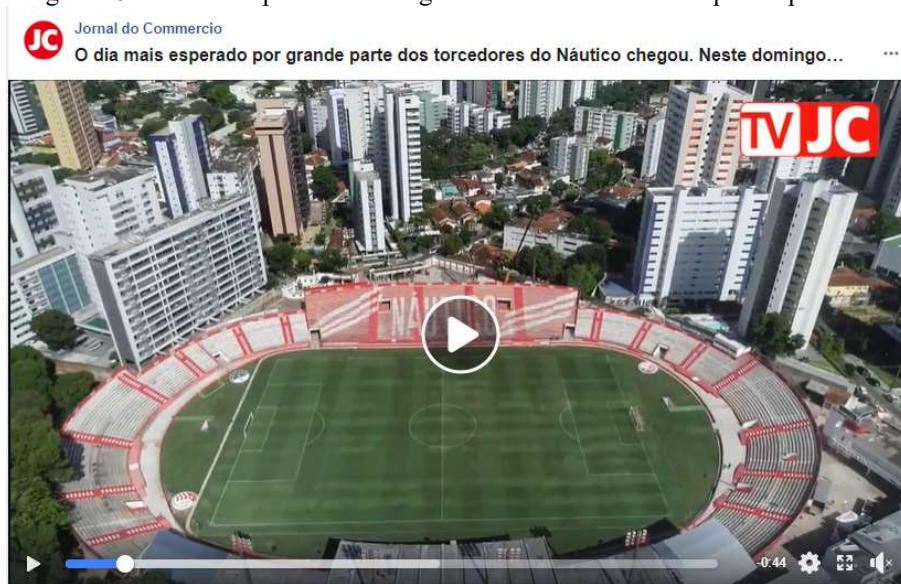 JC
Jornal do Commercio
O dia mais esperado por grande parte dos torcedores do Náutico chegou. Neste domingo…
TV JC
NÁUTICO
-0:44